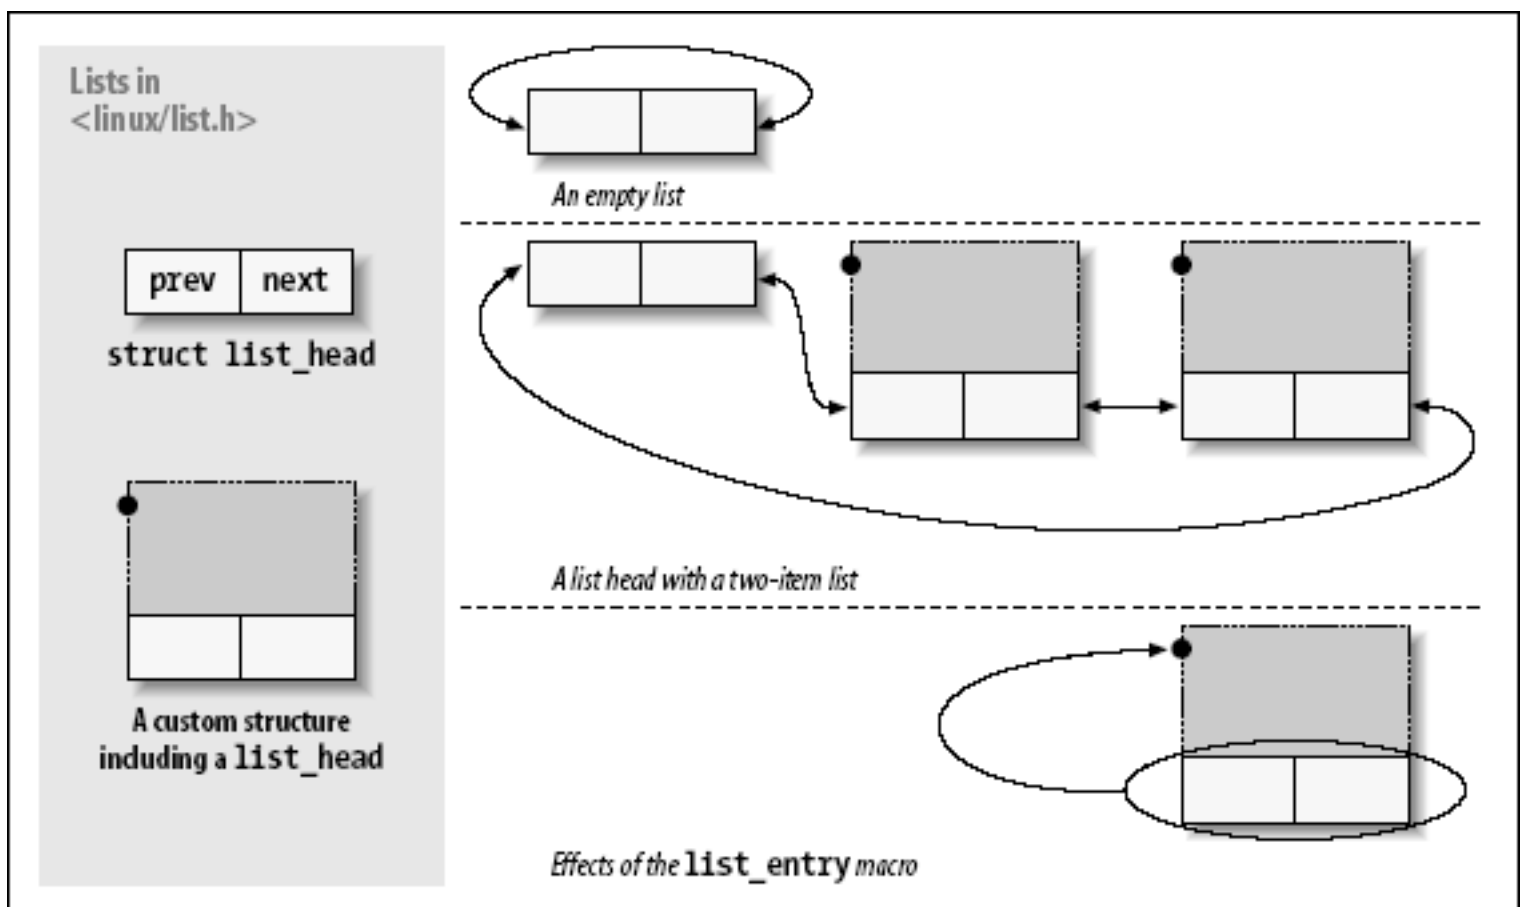 Lists in
<linux/list.h>
prev next
struct list_head
A custom structure
including a list_head
An empty list
A list head with a two-item list
Effects of the list_entry macro